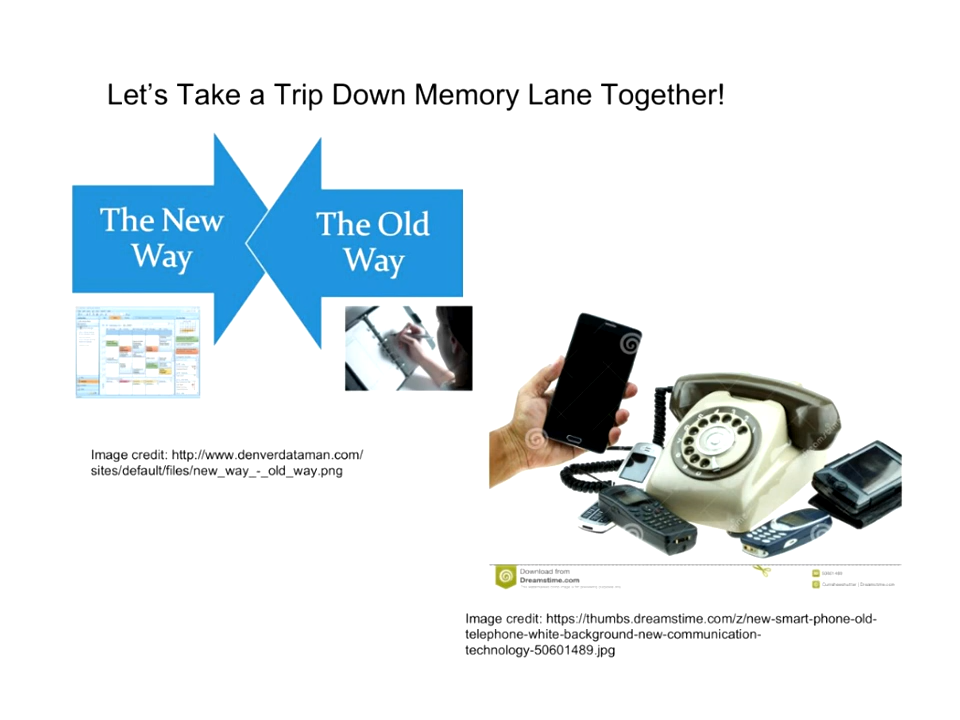 Let’s Take a Trip Down Memory Lane Together!
The New
Way
The Old
Way
Image credit: http://www.denverdataman.com/
sites/default/files/new_way_-_old_way.png
Download from
Dreamstime.com
Image credit: https://thumbs.dreamstime.com/z/new-smart-phone-old-
telephone-white-background-new-communication-
technology-50601489.jpg